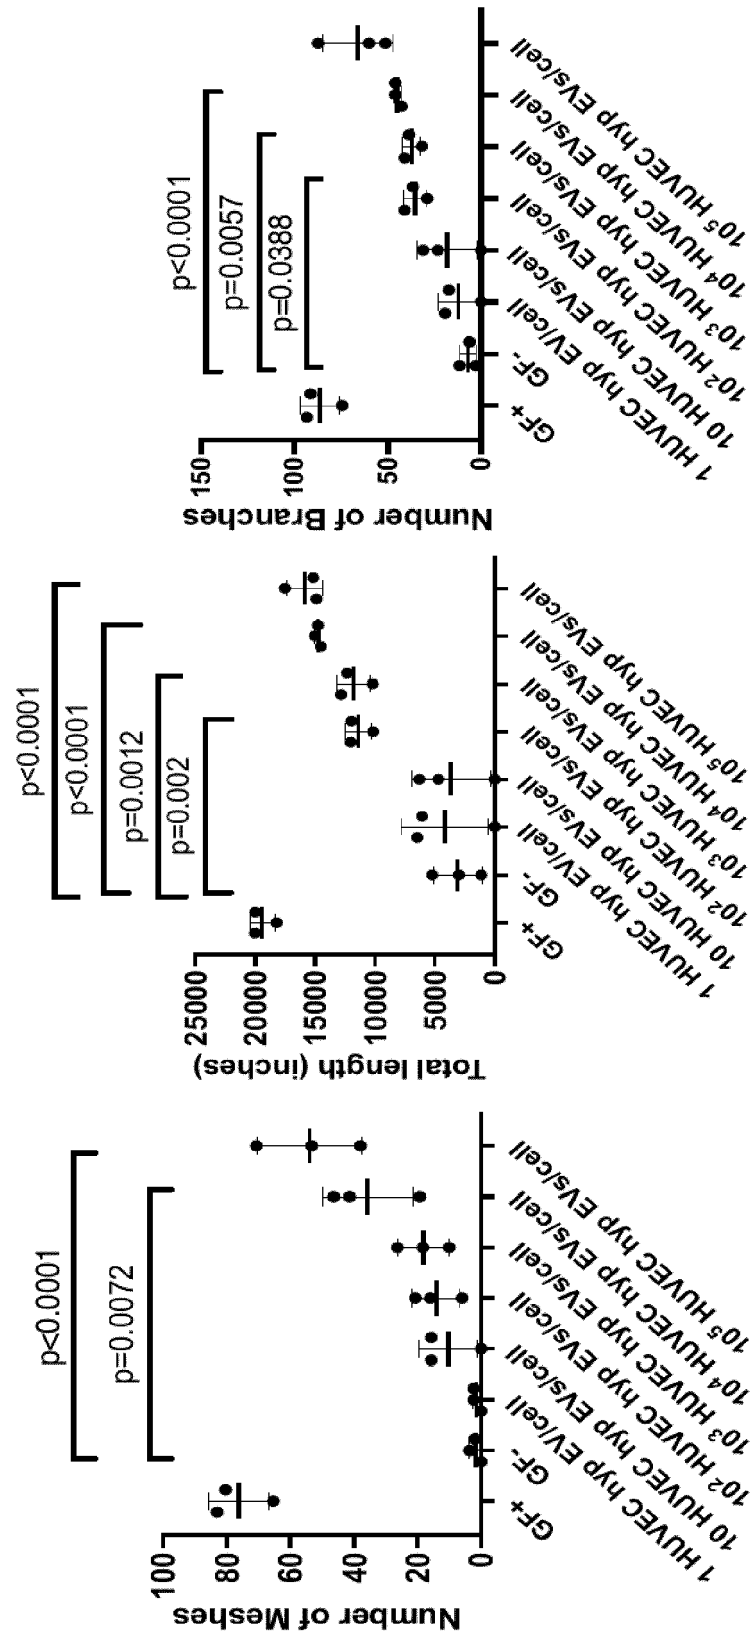 p<0.0001
p=0.0072
Number of Meshes
100
80
60
40
20
0
GF+
GF-
1 HUVEC hyp EV/cell
10 HUVEC hyp EVs/cell
10² HUVEC hyp EVs/cell
10³ HUVEC hyp EVs/cell
10⁴ HUVEC hyp EVs/cell
10⁵ HUVEC hyp EVs/cell
p<0.0001
p<0.0001
p=0.0012
p=0.002
Total length (inches)
25000
20000
15000
10000
5000
0
GF+
GF-
1 HUVEC hyp EV/cell
10 HUVEC hyp EVs/cell
10² HUVEC hyp EVs/cell
10³ HUVEC hyp EVs/cell
10⁴ HUVEC hyp EVs/cell
10⁵ HUVEC hyp EVs/cell
p<0.0001
p=0.0057
p=0.0388
Number of Branches
150
100
50
0
GF+
GF-
1 HUVEC hyp EV/cell
10 HUVEC hyp EVs/cell
10² HUVEC hyp EVs/cell
10³ HUVEC hyp EVs/cell
10⁴ HUVEC hyp EVs/cell
10⁵ HUVEC hyp EVs/cell